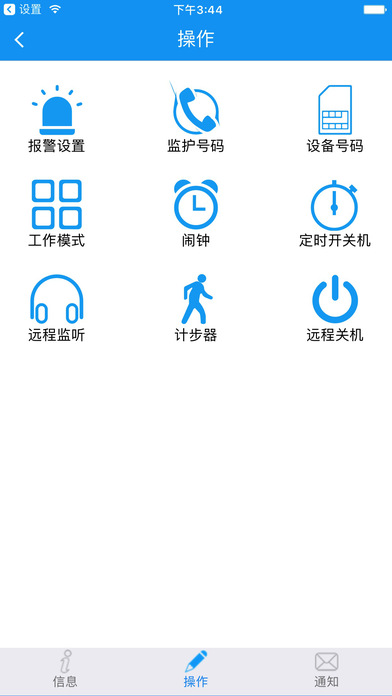 设置 下午3:44
操作
报警设置 监护号码 设备号码
工作模式 闹钟 定时开关机
远程监听 计步器 远程关机
信息 操作 通知